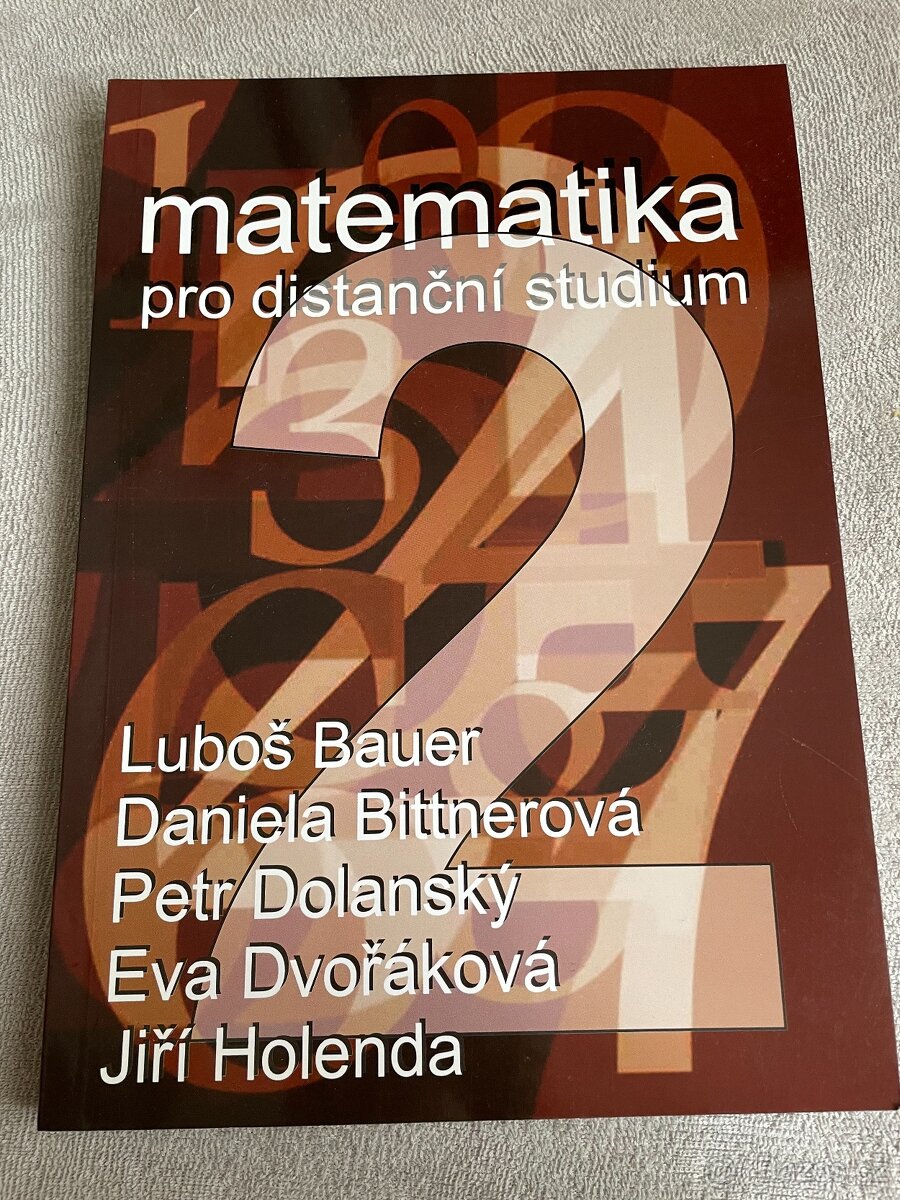 matematika
pro distanční studium
2
Luboš Bauer
Daniela Bittnerová
Petr Dolanský
Eva Dvořáková
Jiří Holenda